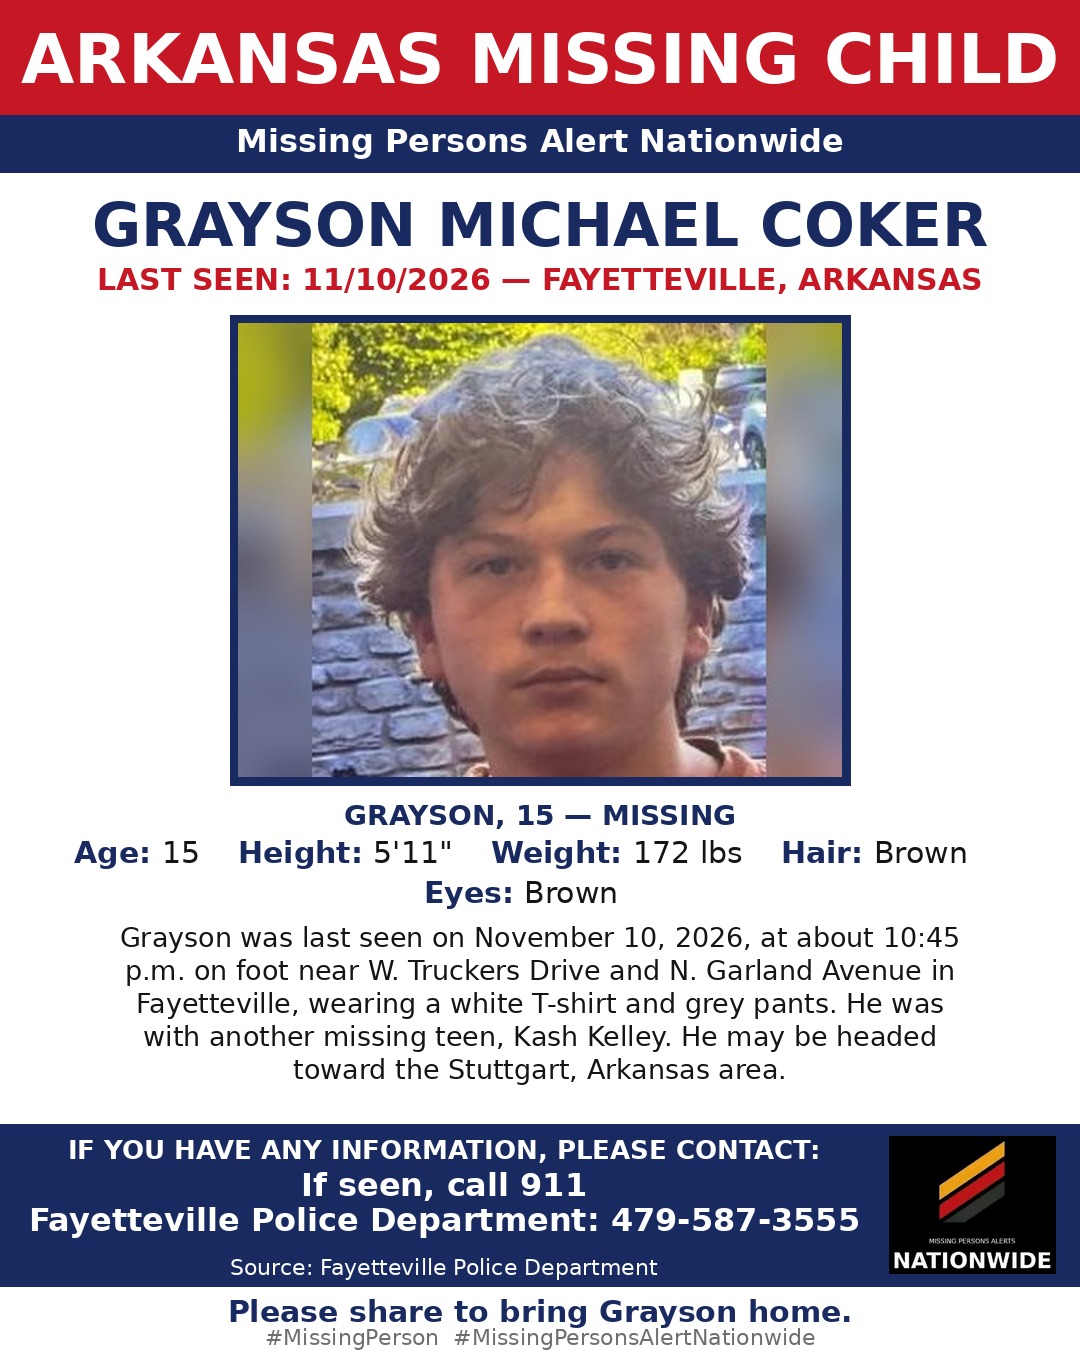 ARKANSAS MISSING CHILD
Missing Persons Alert Nationwide
GRAYSON MICHAEL COKER
LAST SEEN: 11/10/2026 — FAYETTEVILLE, ARKANSAS
GRAYSON, 15 — MISSING
Age: 15 Height: 5'11" Weight: 172 lbs Hair: Brown
Eyes: Brown
Grayson was last seen on November 10, 2026, at about 10:45
p.m. on foot near W. Truckers Drive and N. Garland Avenue in
Fayetteville, wearing a white T-shirt and grey pants. He was
with another missing teen, Kash Kelley. He may be headed
toward the Stuttgart, Arkansas area.
IF YOU HAVE ANY INFORMATION, PLEASE CONTACT:
If seen, call 911
Fayetteville Police Department: 479-587-3555
Source: Fayetteville Police Department
MISSING PERSONS ALERTS
NATIONWIDE
Please share to bring Grayson home.
#MissingPerson #MissingPersonsAlertNationwide